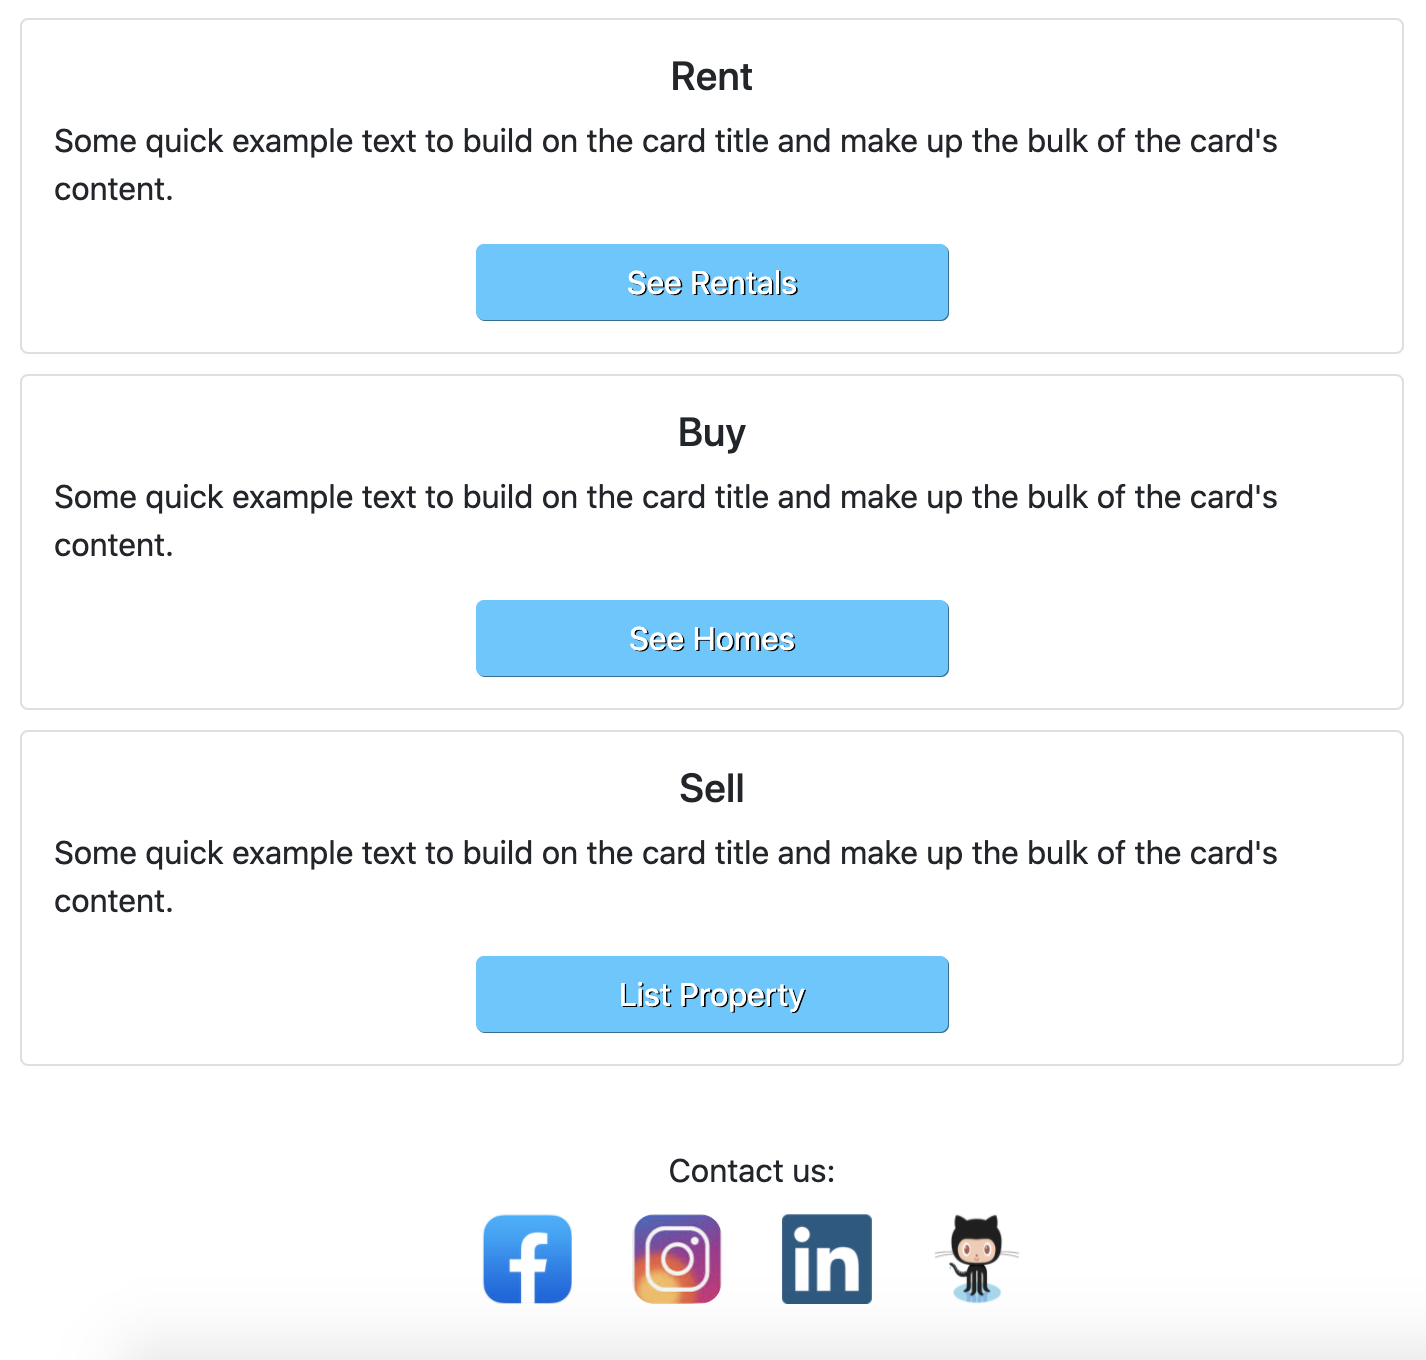 Rent
Some quick example text to build on the card title and make up the bulk of the card's
content.
See Rentals
Buy
Some quick example text to build on the card title and make up the bulk of the card's
content.
See Homes
Sell
Some quick example text to build on the card title and make up the bulk of the card's
content.
List Property
Contact us:
f in